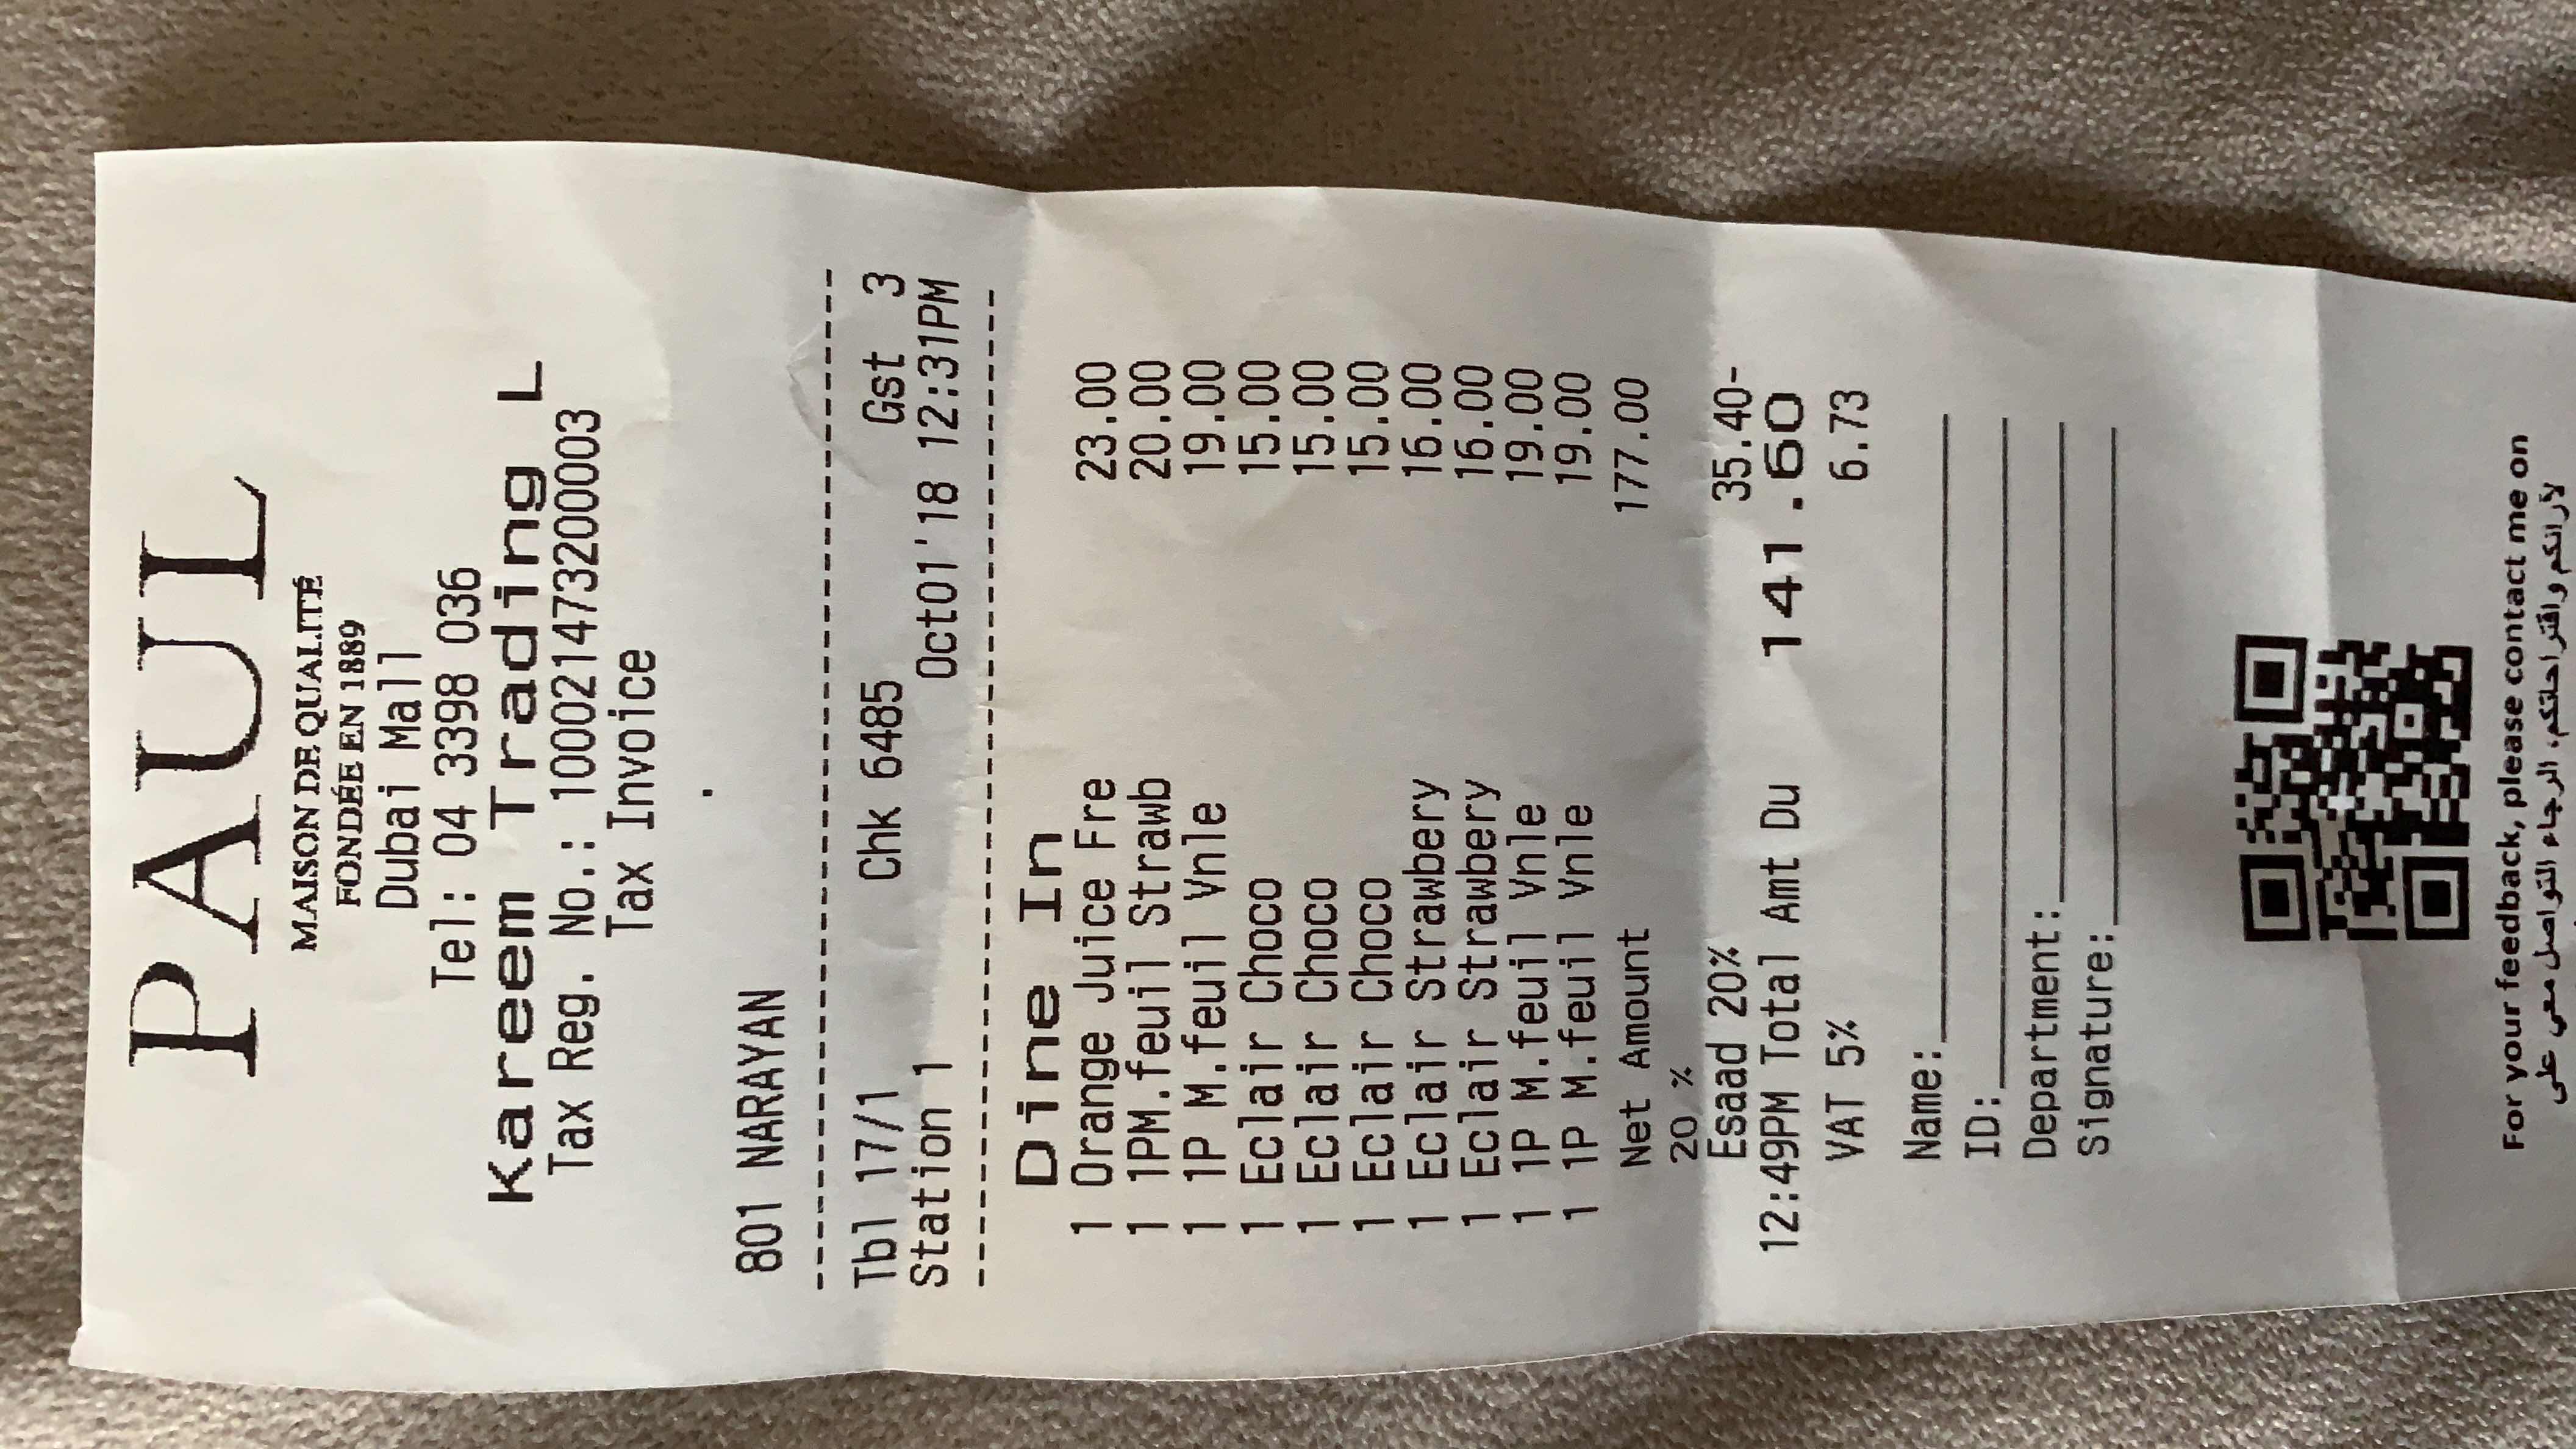 PAUL
MAISON DE QUALITÉ
FONDÉE EN 1889
Dubai Mall
Tel: 04 3398 036
Kareem Trading L
Tax Reg. No.: 100021473200003
Tax Invoice
.
801 NARAYAN
---------------------------------------
Tbl 17/1 Chk 6485 Gst 3
Station 1 Oct01'18 12:31PM
---------------------------------------
Dine In
1 Orange Juice Fre 23.00
1 1PM.feuil Strawb 20.00
1 1P M.feuil Vnle 19.00
1 Eclair Choco 15.00
1 Eclair Choco 15.00
1 Eclair Choco 15.00
1 Eclair Strawbery 16.00
1 Eclair Strawbery 16.00
1 1P M.feuil Vnle 19.00
1 1P M.feuil Vnle 19.00
Net Amount 177.00
20 %
Esaad 20% 35.40-
12:49PM Total Amt Du 141.60
VAT 5% 6.73
Name:
ID:
Department:
Signature:
For your feedback, please contact me on
لآرائكم واقتراحاتكم، الرجاء التواصل معي على